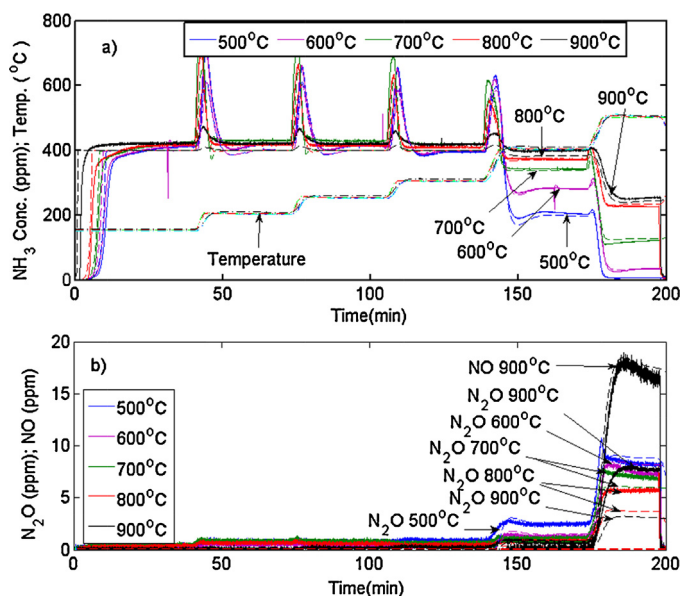 a)
500°C 600°C 700°C 800°C 900°C
NH3 Conc. (ppm); Temp. (°C)
800
600
400
200
0
800°C
900°C
700°C
600°C
500°C
Temperature
0 50 100 150 200
Time(min)
b)
N2O (ppm); NO (ppm)
20
15
10
5
0
500°C
600°C
700°C
800°C
900°C
NO 900°C
N2O 900°C
N2O 600°C
N2O 700°C
N2O 800°C
N2O 900°C
N2O 500°C
0 50 100 150 200
Time(min)